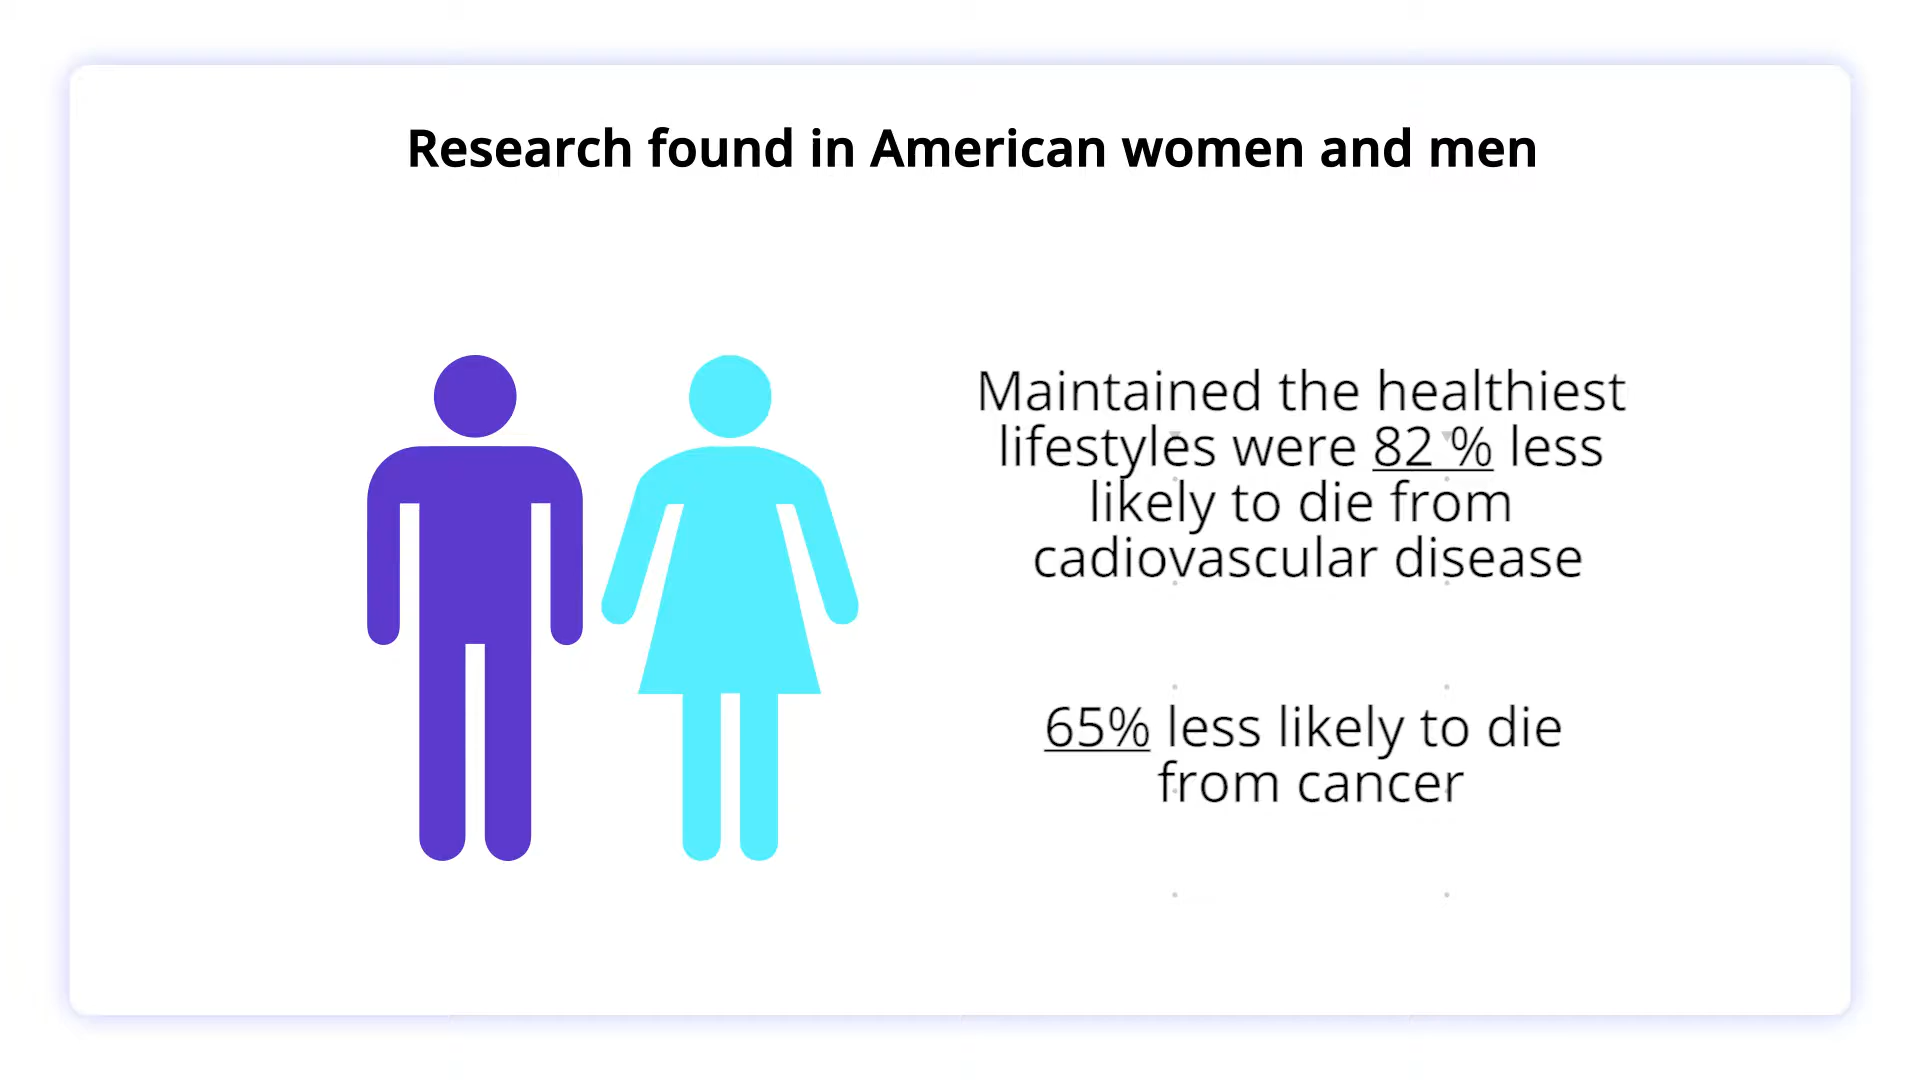 Research found in American women and men
Maintained the healthiest
lifestyles were 82 % less
likely to die from
cadiovascular disease
65% less likely to die
from cancer